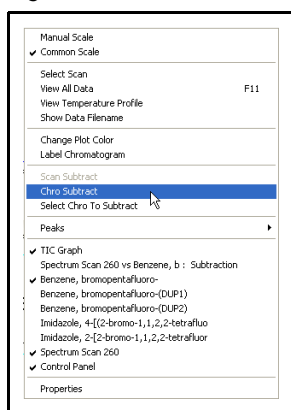 Manual Scale
Common Scale
Select Scan
View All Data F11
View Temperature Profile
Show Data Filename
Change Plot Color
Label Chromatogram
Scan Subtract
Chro Subtract
Select Chro To Subtract
Peaks
TIC Graph
Spectrum Scan 260 vs Benzene, b : Subtraction
Benzene, bromopentafluoro-
Benzene, bromopentafluoro-(DUP1)
Benzene, bromopentafluoro-(DUP2)
Imidazole, 4-[(2-bromo-1,1,2,2-tetrafluo
Imidazole, 2-[2-bromo-1,1,2,2-tetrafluor
Spectrum Scan 260
Control Panel
Properties